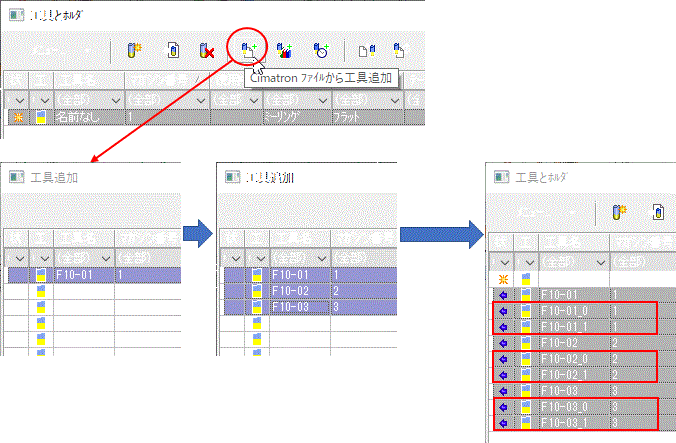 工具とホルダ
Cimatron ファイルから工具追加
(全部) (全部) (全部) (全部)
名前なし 1 ミーリング フラット
工具追加
工具名
(全部) (全部)
F10-01 1
工具追加
(全部) (全部)
F10-01 1
F10-02 2
F10-03 3
工具とホルダ
工具名
(全部) (全部)
F10-01 1
F10-01_0 1
F10-01_1 1
F10-02 2
F10-02_0 2
F10-02_1 2
F10-03 3
F10-03_0 3
F10-03_1 3